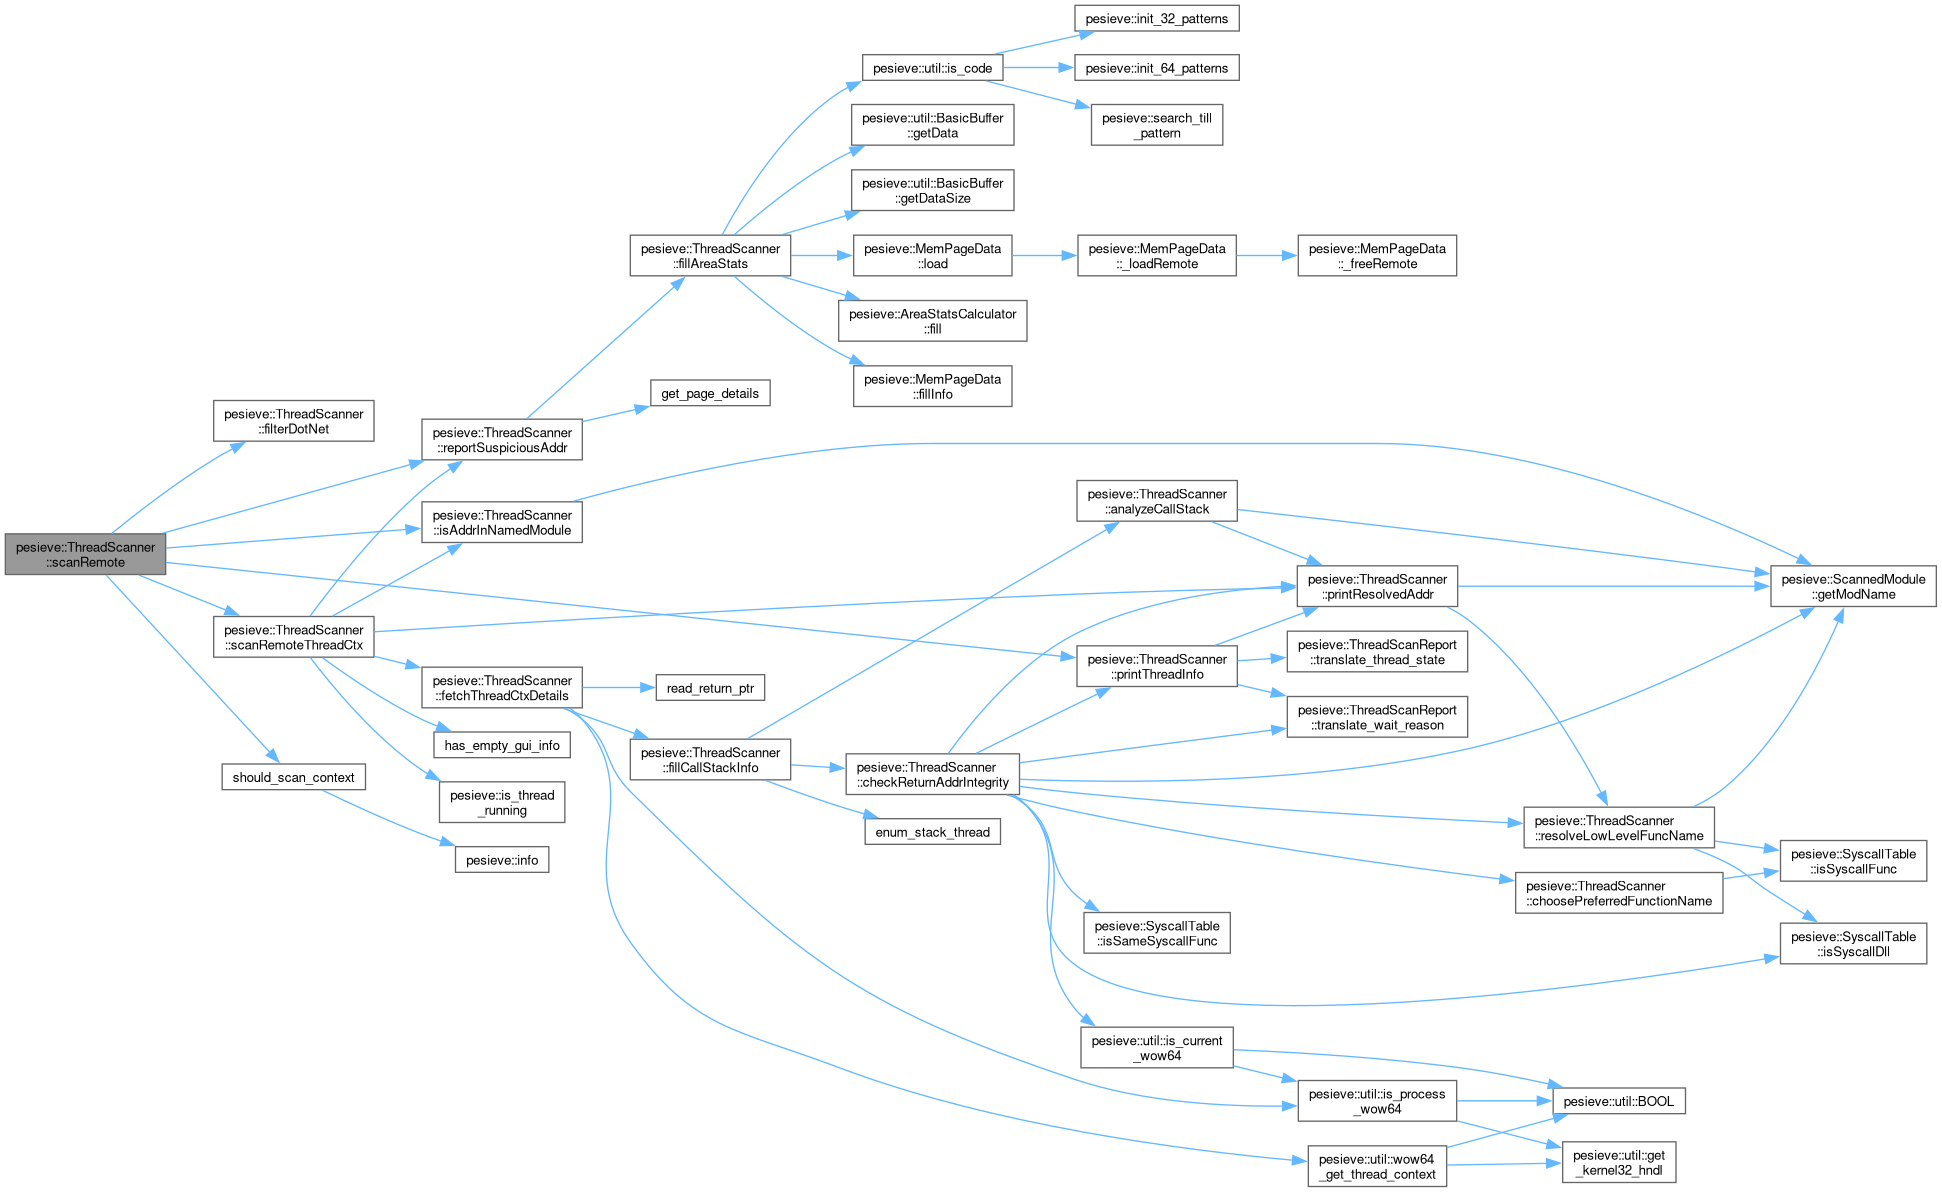 pesieve::ThreadScanner
::scanRemote
pesieve::ThreadScanner
::filterDotNet
pesieve::ThreadScanner
::reportSuspiciousAddr
pesieve::ThreadScanner
::fillAreaStats
pesieve::util::is_code
pesieve::init_32_patterns
pesieve::init_64_patterns
pesieve::search_till
_pattern
pesieve::util::BasicBuffer
::getData
pesieve::util::BasicBuffer
::getDataSize
pesieve::MemPageData
::load
pesieve::MemPageData
::_loadRemote
pesieve::MemPageData
::_freeRemote
pesieve::AreaStatsCalculator
::fill
pesieve::MemPageData
::fillInfo
get_page_details
pesieve::ThreadScanner
::isAddrInNamedModule
pesieve::ScannedModule
::getModName
pesieve::ThreadScanner
::scanRemoteThreadCtx
pesieve::ThreadScanner
::fetchThreadCtxDetails
read_return_ptr
has_empty_gui_info
pesieve::is_thread
_running
should_scan_context
pesieve::info
pesieve::ThreadScanner
::fillCallStackInfo
pesieve::ThreadScanner
::analyzeCallStack
pesieve::ThreadScanner
::printResolvedAddr
pesieve::ThreadScanner
::printThreadInfo
pesieve::ThreadScanReport
::translate_thread_state
pesieve::ThreadScanReport
::translate_wait_reason
pesieve::ThreadScanner
::checkReturnAddrIntegrity
enum_stack_thread
pesieve::ThreadScanner
::resolveLowLevelFuncName
pesieve::ThreadScanner
::choosePreferredFunctionName
pesieve::SyscallTable
::isSyscallFunc
pesieve::SyscallTable
::isSyscallDll
pesieve::SyscallTable
::isSameSyscallFunc
pesieve::util::is_current
_wow64
pesieve::util::is_process
_wow64
pesieve::util::BOOL
pesieve::util::wow64
_get_thread_context
pesieve::util::get
_kernel32_hndl